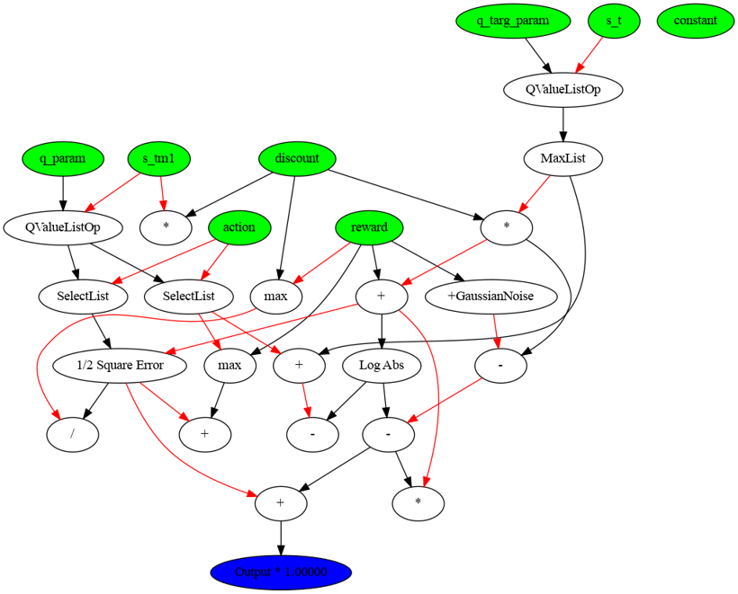 q_targ_param
s_t
constant
QValueListOp
q_param
s_tm1
discount
MaxList
QValueListOp
*
action
reward
*
SelectList
SelectList
max
+
+GaussianNoise
1/2 Square Error
max
+
Log Abs
-
/
+
-
-
+
*
Output * 1.00000